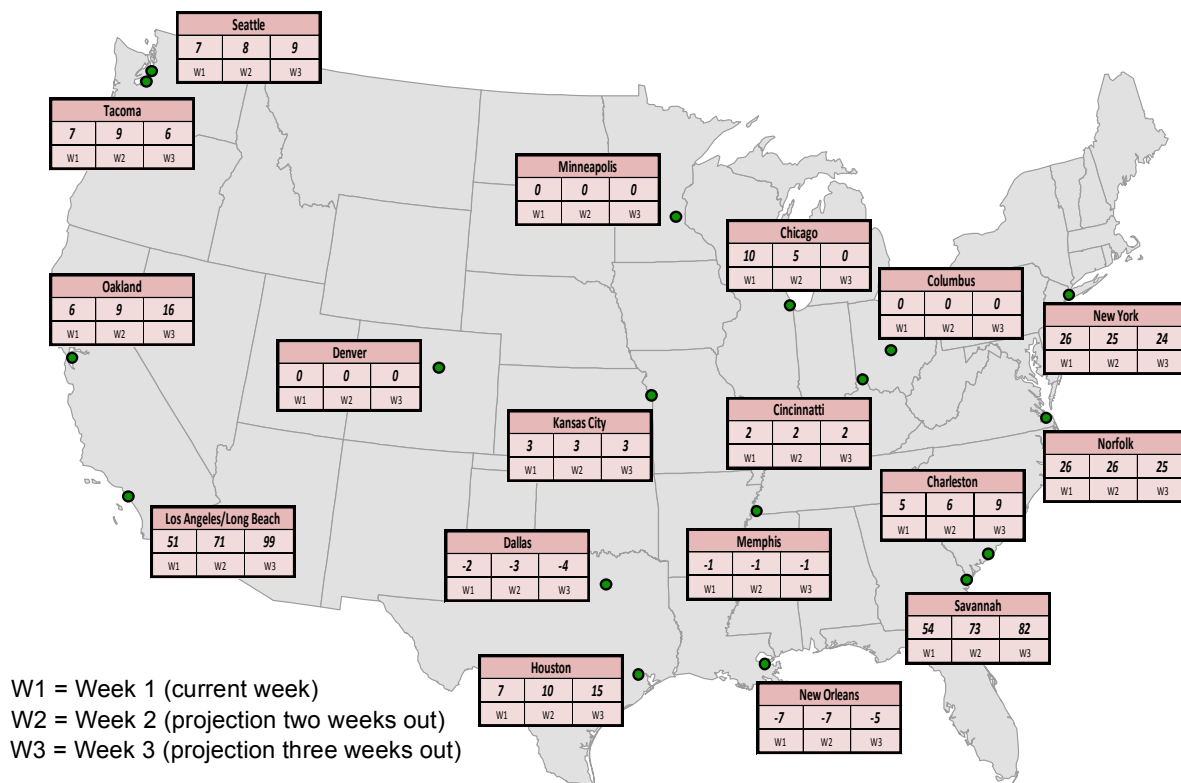 Seattle
7 8 9
W1 W2 W3
Tacoma
7 9 6
W1 W2 W3
Minneapolis
0 0 0
W1 W2 W3
Chicago
10 5 0
W1 W2 W3
Columbus
0 0 0
W1 W2 W3
Oakland
6 9 16
W1 W2 W3
New York
26 25 24
W1 W2 W3
Denver
0 0 0
W1 W2 W3
Kansas City
3 3 3
W1 W2 W3
Cincinnatti
2 2 2
W1 W2 W3
Norfolk
26 26 25
W1 W2 W3
Charleston
5 6 9
W1 W2 W3
Los Angeles/Long Beach
51 71 99
W1 W2 W3
Dallas
-2 -3 -4
W1 W2 W3
Memphis
-1 -1 -1
W1 W2 W3
Savannah
54 73 82
W1 W2 W3
Houston
7 10 15
W1 W2 W3
New Orleans
-7 -7 -5
W1 W2 W3
W1 = Week 1 (current week)
W2 = Week 2 (projection two weeks out)
W3 = Week 3 (projection three weeks out)